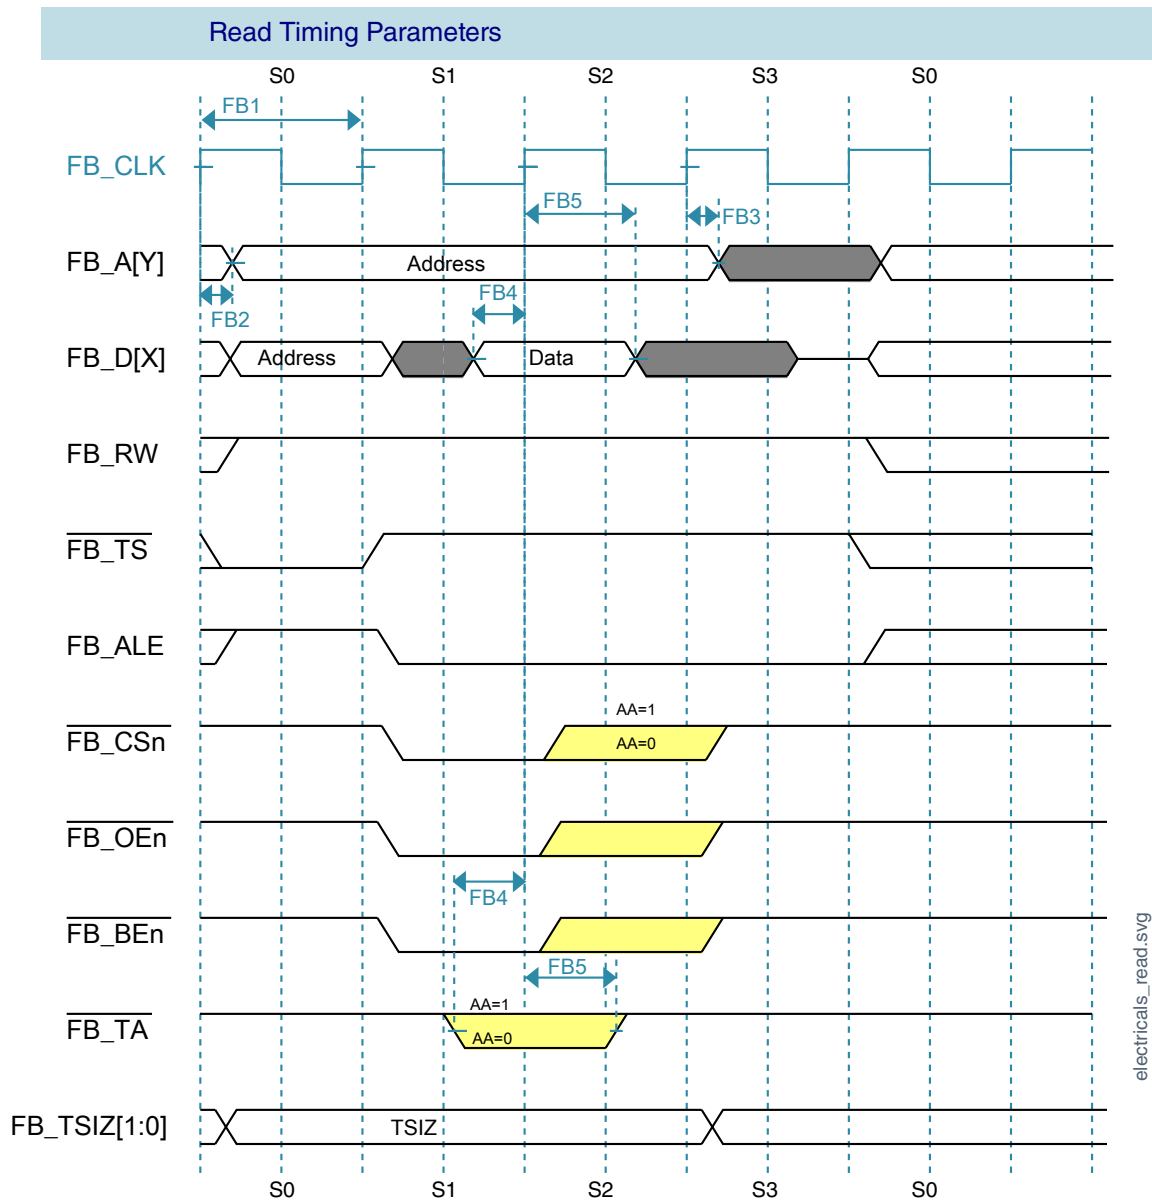 Read Timing Parameters
S0 S1 S2 S3 S0
FB1
FB_CLK
FB5
FB3
FB_A[Y]
Address
FB4
FB2
FB_D[X]
Address
Data
FB_RW
FB_TS
FB_ALE
AA=1
FB_CSn
AA=0
FB_OEn
FB4
FB_BEn
FB5
AA=1
FB_TA
AA=0
FB_TSIZ[1:0]
TSIZ
S0 S1 S2 S3 S0
electricals_read.svg